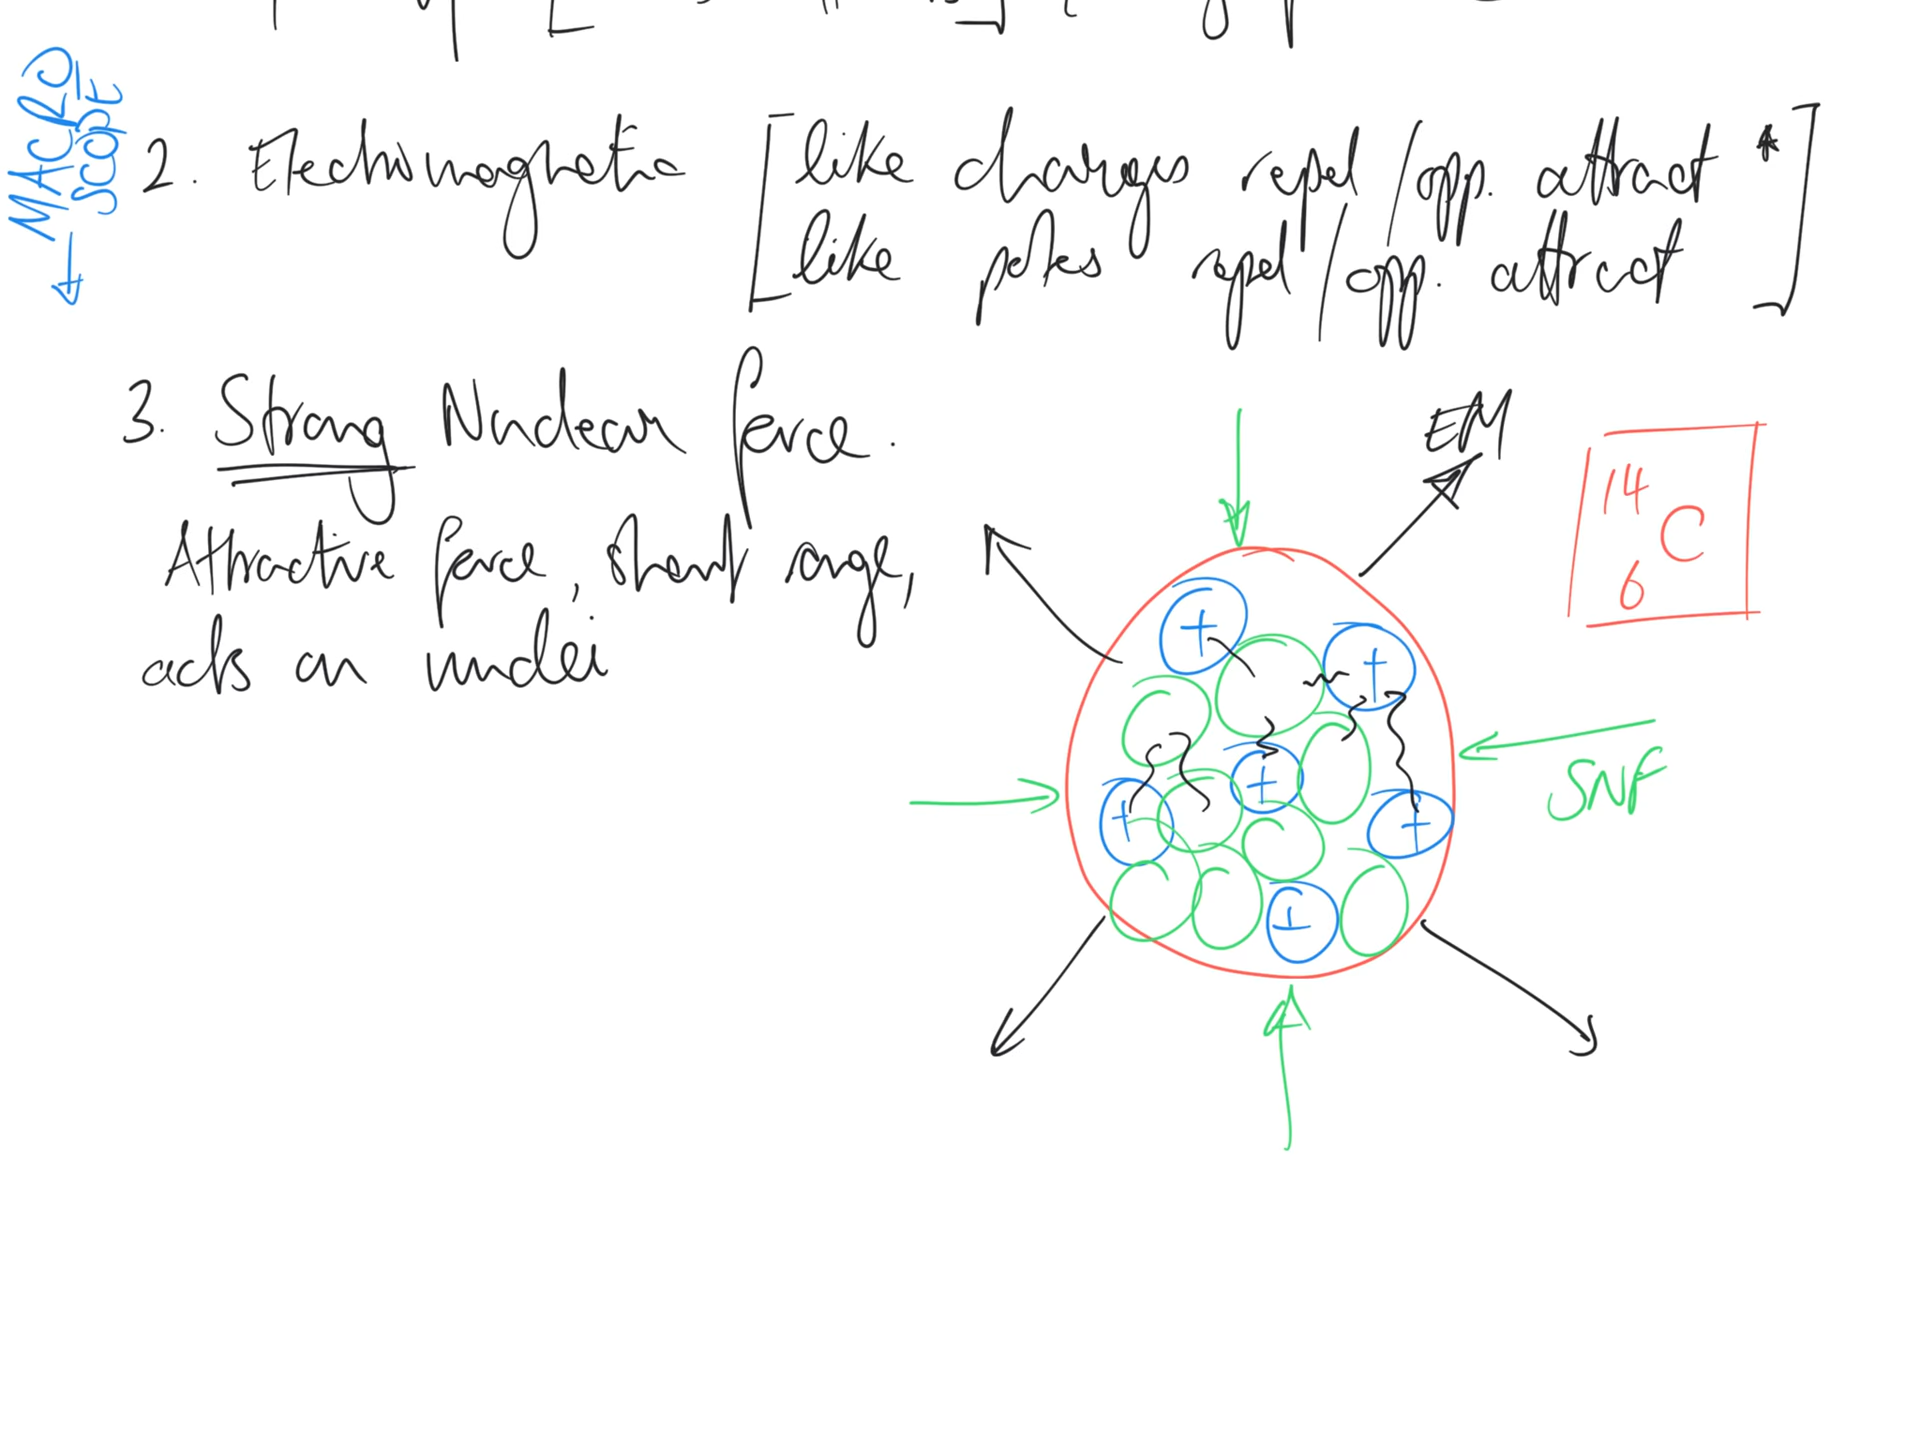 MACRO
SCOPE
2. Electromagnetic [like charges repel / opp. attract *
like poles repel / opp. attract ]
3. Strong Nuclear force.
Attractive force, short range,
acts on nuclei
EM
14
C
6
SNF
+
+
+
+
+
+